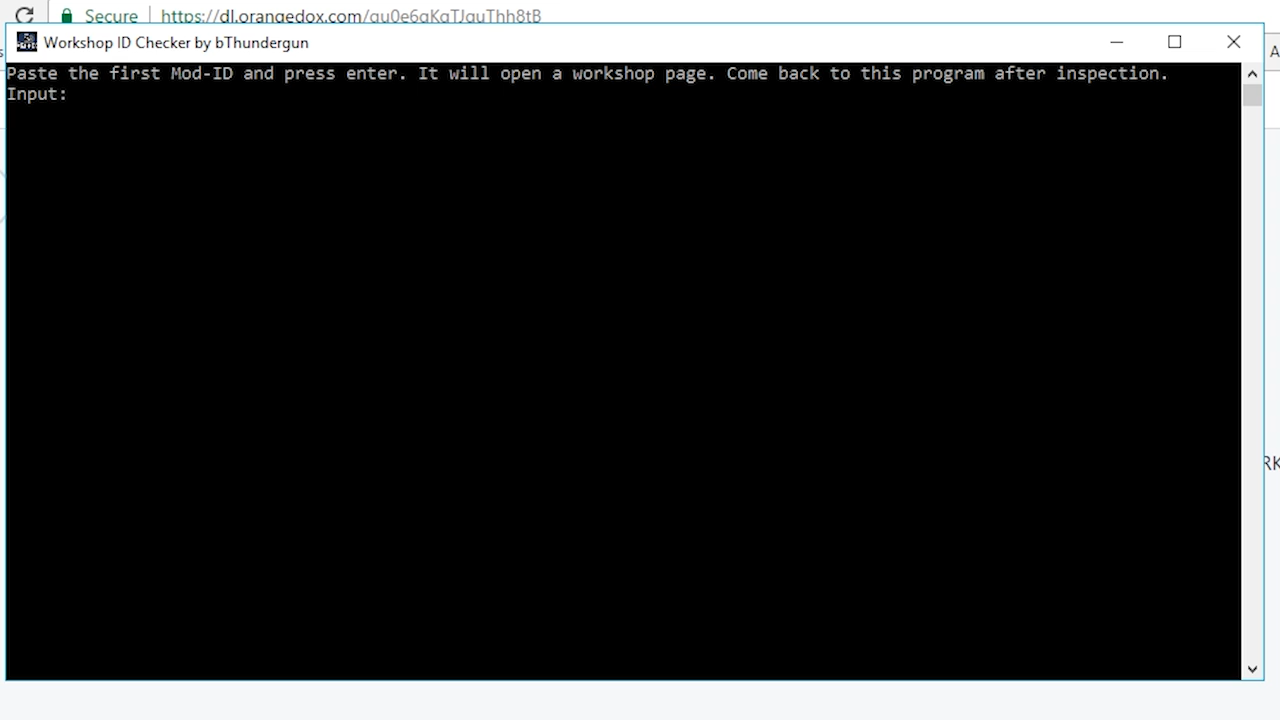 Secure https://dl.orangedox.com/
Workshop ID Checker by bThundergun
Paste the first Mod-ID and press enter. It will open a workshop page. Come back to this program after inspection.
Input: